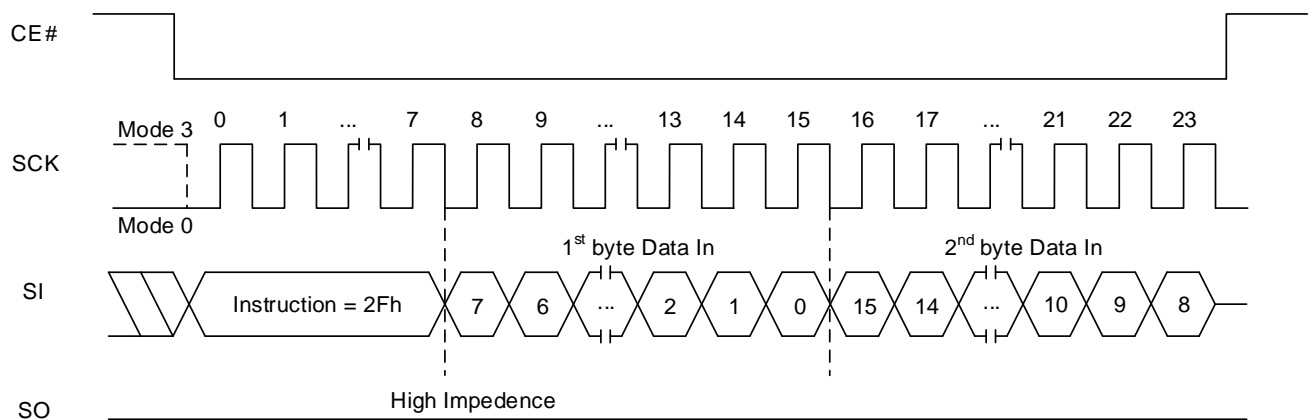 CE#
0 1 ... 7 8 9 ... 13 14 15 16 17 ... 21 22 23
Mode 3
SCK
Mode 0
1st byte Data In 2nd byte Data In
SI Instruction = 2Fh 7 6 ... 2 1 0 15 14 ... 10 9 8
High Impedence
SO